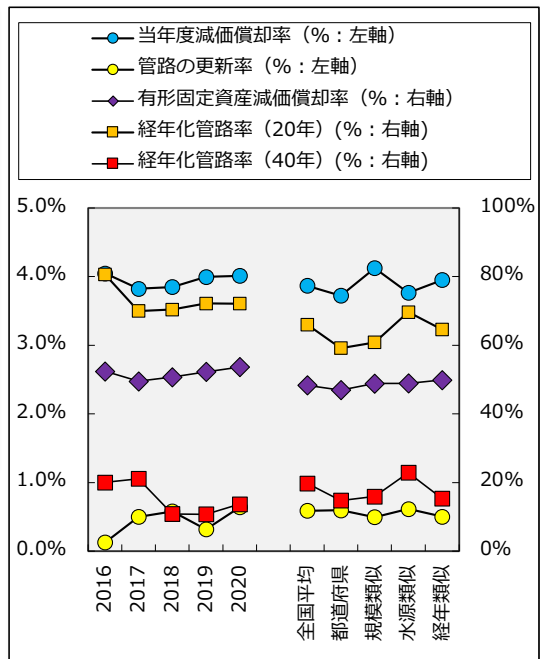 当年度減価償却率（%：左軸）
管路の更新率（%：左軸）
有形固定資産減価償却率（%：右軸）
経年化管路率（20年）(%：右軸)
経年化管路率（40年）(%：右軸)
5.0% 100%
4.0% 80%
3.0% 60%
2.0% 40%
1.0% 20%
0.0% 0%
2016
2017
2018
2019
2020
全国平均
都道府県
規模類似
水源類似
経年類似